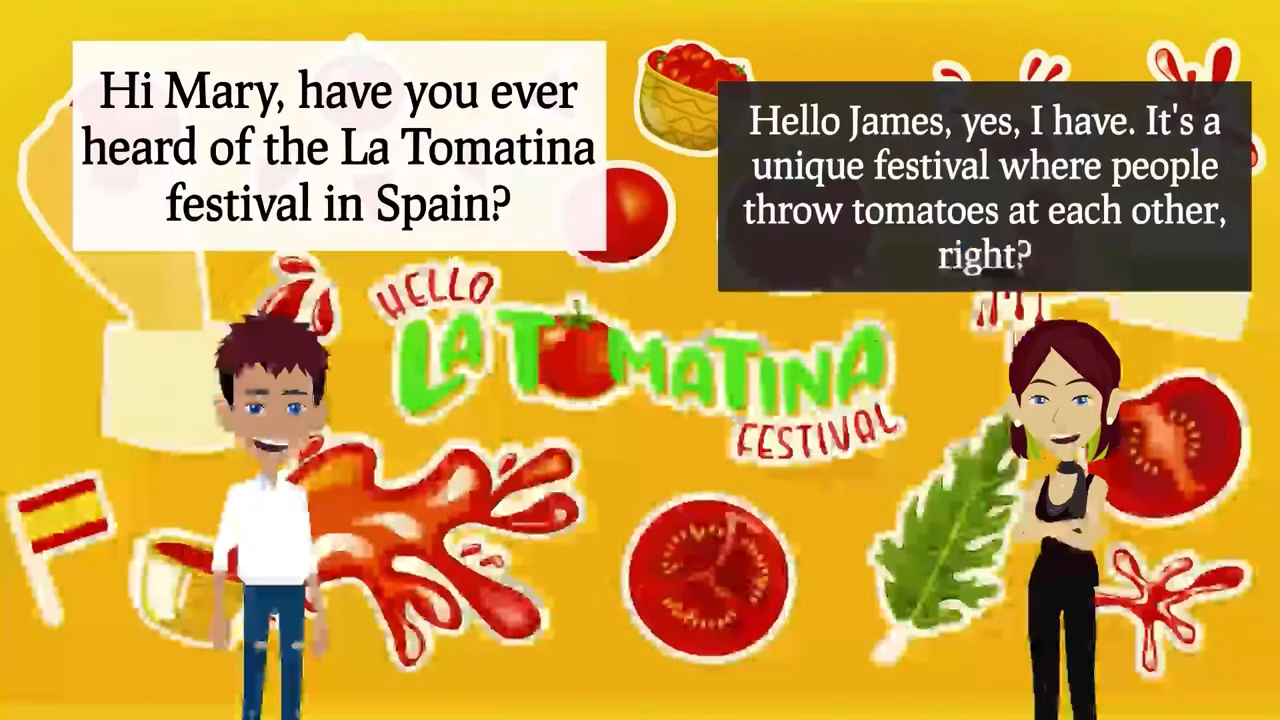 Hi Mary, have you ever
heard of the La Tomatina
festival in Spain?
Hello James, yes, I have. It's a
unique festival where people
throw tomatoes at each other,
right?
HELLO
LA TOMATINA
FESTIVAL